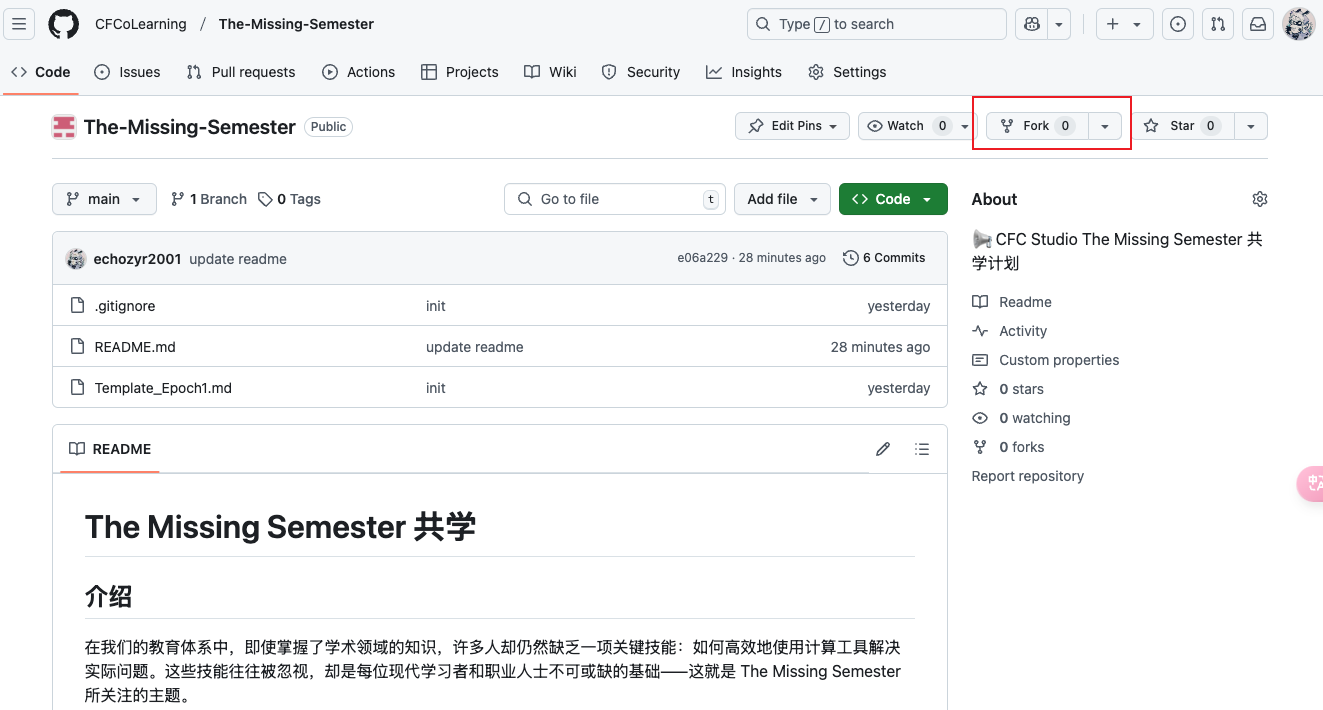 CFCoLearning / The-Missing-Semester
Type / to search
Code
Issues
Pull requests
Actions
Projects
Wiki
Security
Insights
Settings
The-Missing-Semester
Public
Edit Pins
Watch 0
Fork 0
Star 0
main
1 Branch
0 Tags
Go to file
t
Add file
Code
echozyr2001 update readme
e06a229 · 28 minutes ago
6 Commits
.gitignore
init
yesterday
README.md
update readme
28 minutes ago
Template_Epoch1.md
init
yesterday
README
The Missing Semester 共学
介绍
在我们的教育体系中，即使掌握了学术领域的知识，许多人却仍然缺乏一项关键技能：如何高效地使用计算工具解决
实际问题。这些技能往往被忽视，却是每位现代学习者和职业人士不可或缺的基础——这就是 The Missing Semester
所关注的主题。
About
CFC Studio The Missing Semester 共
学计划
Readme
Activity
Custom properties
0 stars
0 watching
0 forks
Report repository